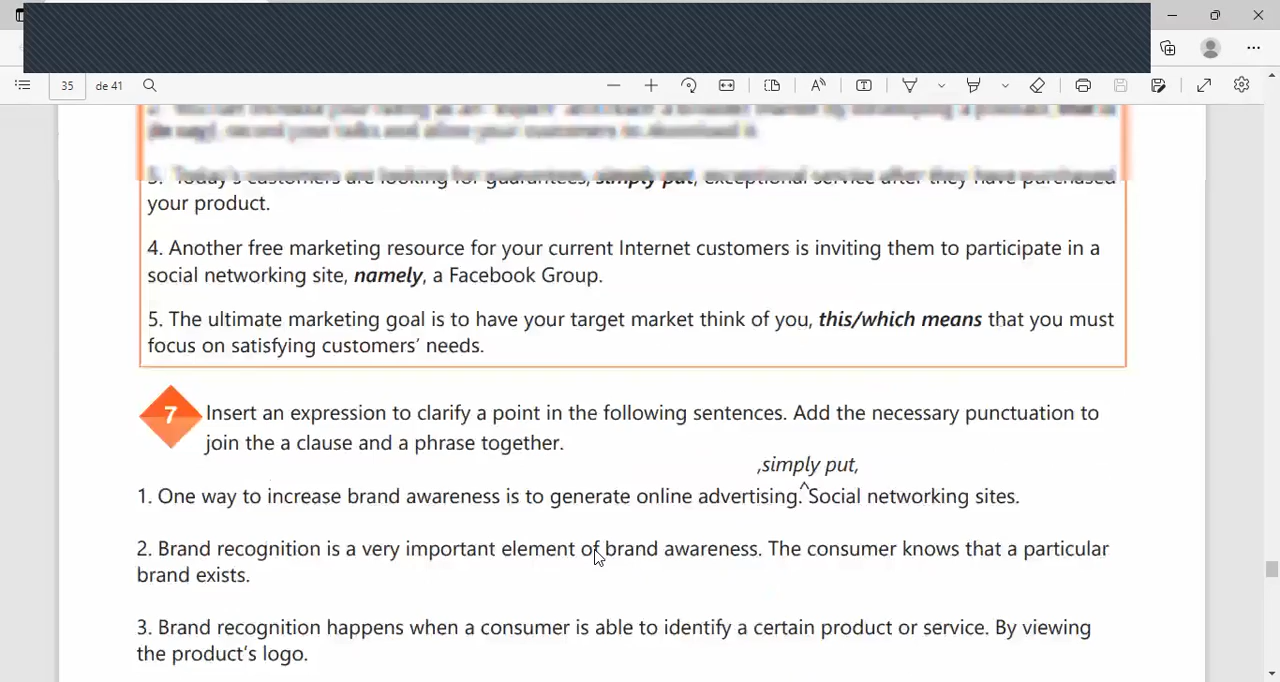 35 de 41
your product.
4. Another free marketing resource for your current Internet customers is inviting them to participate in a
social networking site, namely, a Facebook Group.
5. The ultimate marketing goal is to have your target market think of you, this/which means that you must
focus on satisfying customers’ needs.
7 Insert an expression to clarify a point in the following sentences. Add the necessary punctuation to
join the a clause and a phrase together.
,simply put,
1. One way to increase brand awareness is to generate online advertising.^Social networking sites.
2. Brand recognition is a very important element of brand awareness. The consumer knows that a particular
brand exists.
3. Brand recognition happens when a consumer is able to identify a certain product or service. By viewing
the product’s logo.